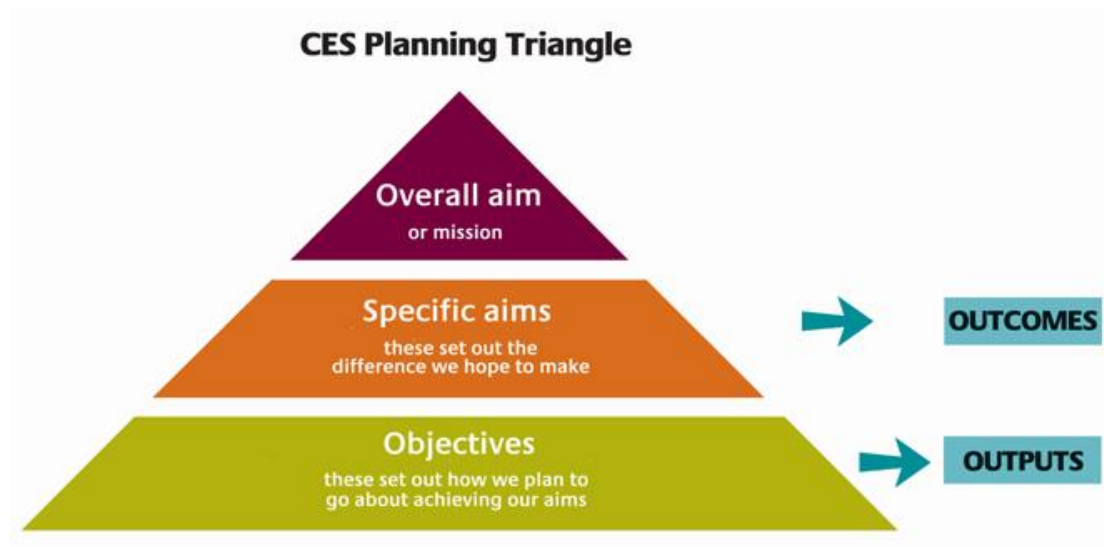 CES Planning Triangle
Overall aim
or mission
Specific aims
these set out the
difference we hope to make
OUTCOMES
Objectives
these set out how we plan to
go about achieving our aims
OUTPUTS